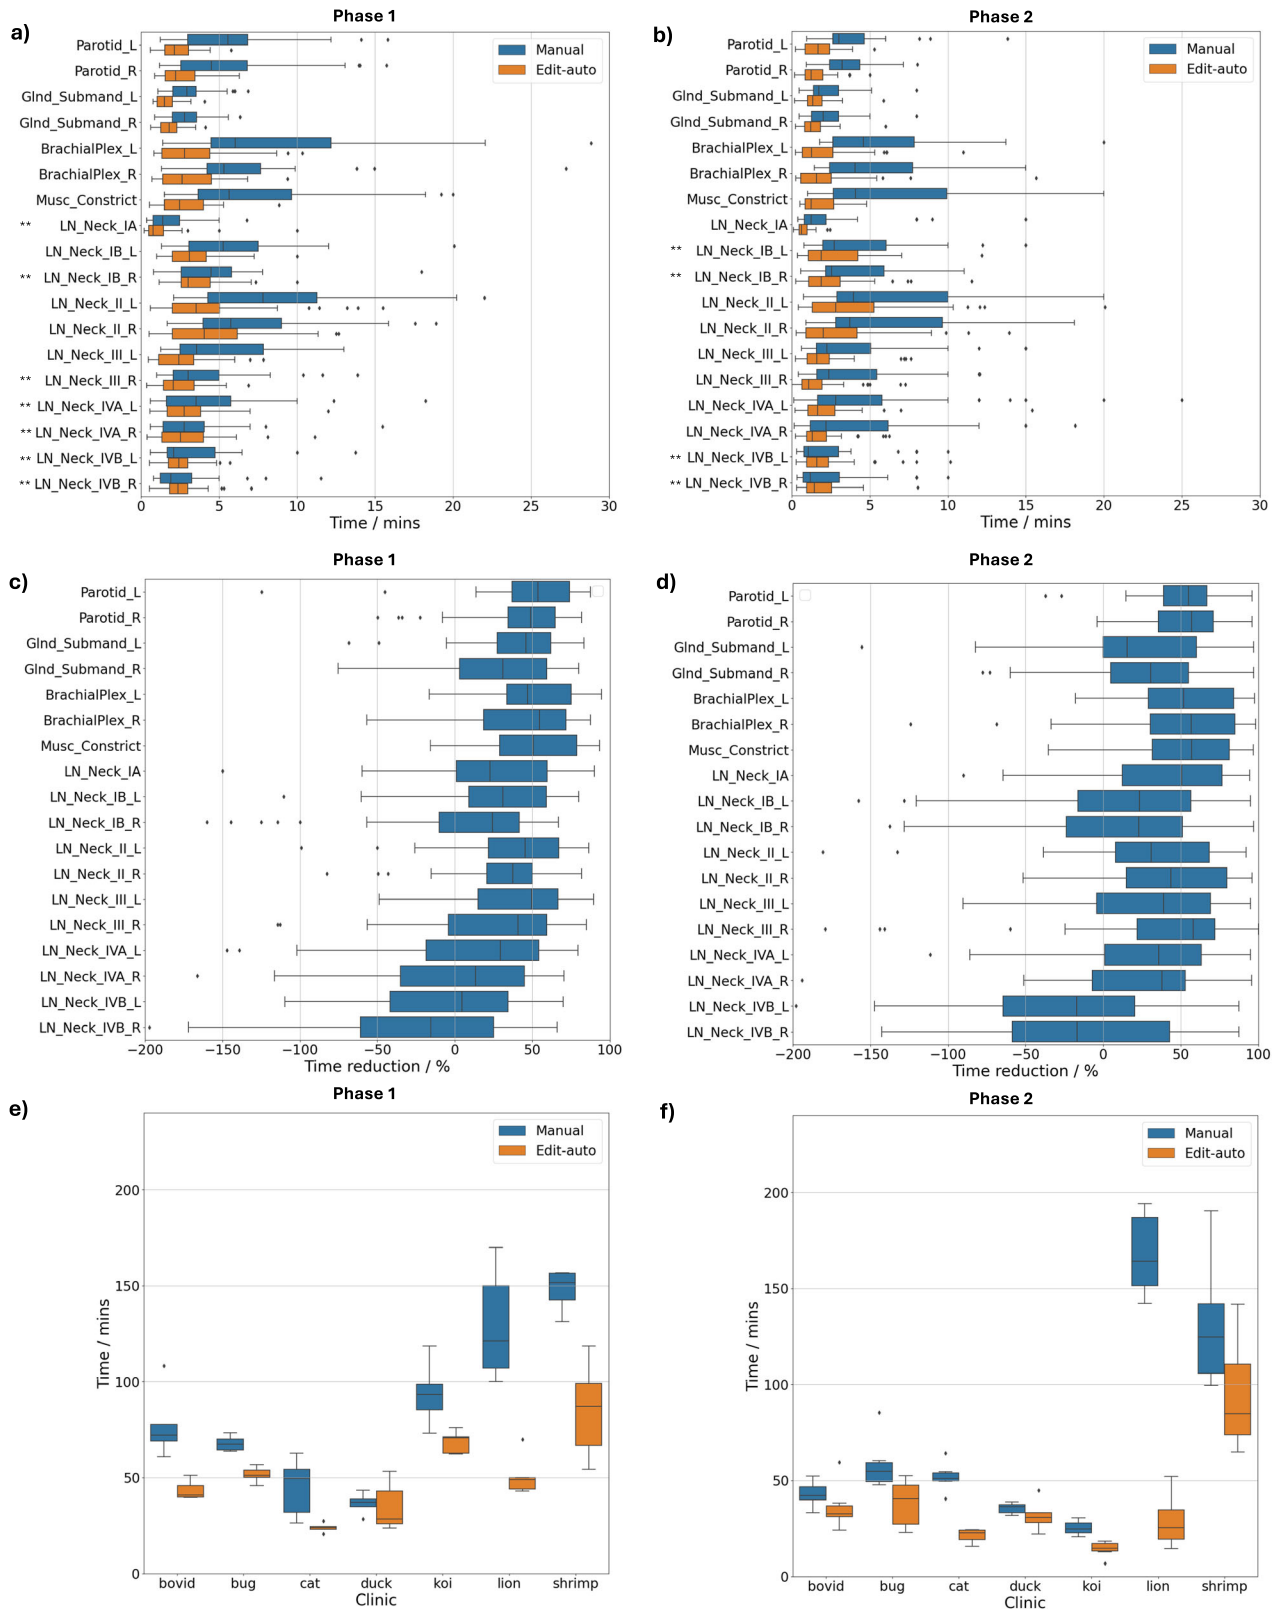 Phase 1
a)
Parotid_L
Parotid_R
Glnd_Submand_L
Glnd_Submand_R
BrachialPlex_L
BrachialPlex_R
Musc_Constrict
** LN_Neck_IA
LN_Neck_IB_L
** LN_Neck_IB_R
LN_Neck_II_L
LN_Neck_II_R
LN_Neck_III_L
** LN_Neck_III_R
** LN_Neck_IVA_L
** LN_Neck_IVA_R
** LN_Neck_IVB_L
** LN_Neck_IVB_R
Manual
Edit-auto
0 5 10 15 20 25 30
Time / mins
Phase 2
b)
Parotid_L
Parotid_R
Glnd_Submand_L
Glnd_Submand_R
BrachialPlex_L
BrachialPlex_R
Musc_Constrict
LN_Neck_IA
** LN_Neck_IB_L
** LN_Neck_IB_R
LN_Neck_II_L
LN_Neck_II_R
LN_Neck_III_L
LN_Neck_III_R
LN_Neck_IVA_L
LN_Neck_IVA_R
** LN_Neck_IVB_L
** LN_Neck_IVB_R
Manual
Edit-auto
0 5 10 15 20 25 30
Time / mins
Phase 1
c)
Parotid_L
Parotid_R
Glnd_Submand_L
Glnd_Submand_R
BrachialPlex_L
BrachialPlex_R
Musc_Constrict
LN_Neck_IA
LN_Neck_IB_L
LN_Neck_IB_R
LN_Neck_II_L
LN_Neck_II_R
LN_Neck_III_L
LN_Neck_III_R
LN_Neck_IVA_L
LN_Neck_IVA_R
LN_Neck_IVB_L
LN_Neck_IVB_R
−200 −150 −100 −50 0 50 100
Time reduction / %
Phase 2
d)
Parotid_L
Parotid_R
Glnd_Submand_L
Glnd_Submand_R
BrachialPlex_L
BrachialPlex_R
Musc_Constrict
LN_Neck_IA
LN_Neck_IB_L
LN_Neck_IB_R
LN_Neck_II_L
LN_Neck_II_R
LN_Neck_III_L
LN_Neck_III_R
LN_Neck_IVA_L
LN_Neck_IVA_R
LN_Neck_IVB_L
LN_Neck_IVB_R
−200 −150 −100 −50 0 50 100
Time reduction / %
Phase 1
e)
Manual
Edit-auto
200
150
100
50
0
Time / mins
bovid bug cat duck koi lion shrimp
Clinic
Phase 2
f)
Manual
Edit-auto
200
150
100
50
0
Time / mins
bovid bug cat duck koi lion shrimp
Clinic